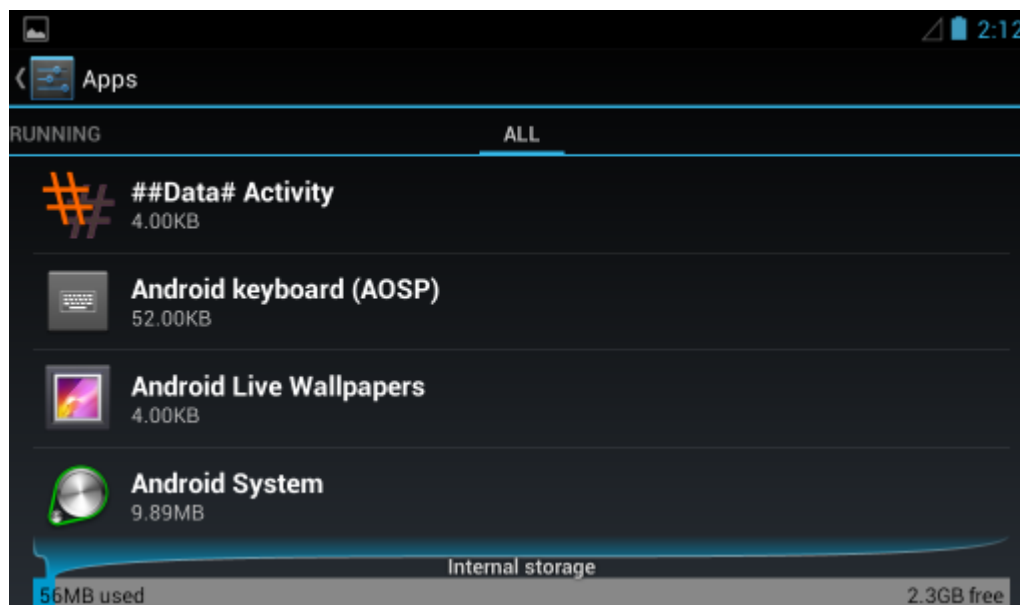 2:12
Apps
RUNNING
ALL
##Data# Activity
4.00KB
Android keyboard (AOSP)
52.00KB
Android Live Wallpapers
4.00KB
Android System
9.89MB
Internal storage
56MB used
2.3GB free